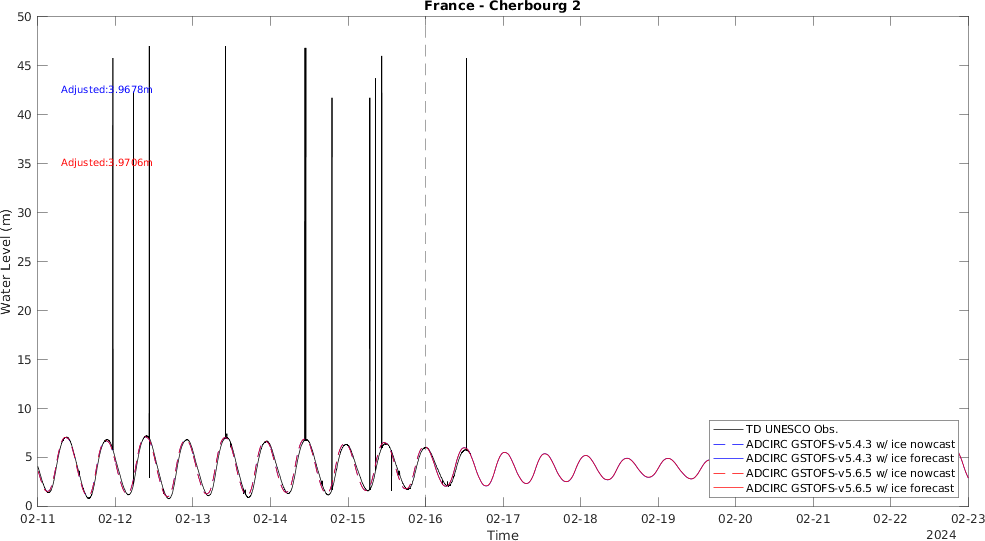 France - Cherbourg 2
50
45
40
35
30
25
20
15
10
5
0
Water Level (m)
Adjusted:3.9678m
Adjusted:3.9706m
TD UNESCO Obs.
ADCIRC GSTOFS-v5.4.3 w/ ice nowcast
ADCIRC GSTOFS-v5.4.3 w/ ice forecast
ADCIRC GSTOFS-v5.6.5 w/ ice nowcast
ADCIRC GSTOFS-v5.6.5 w/ ice forecast
02-11 02-12 02-13 02-14 02-15 02-16 02-17 02-18 02-19 02-20 02-21 02-22 02-23
Time
2024